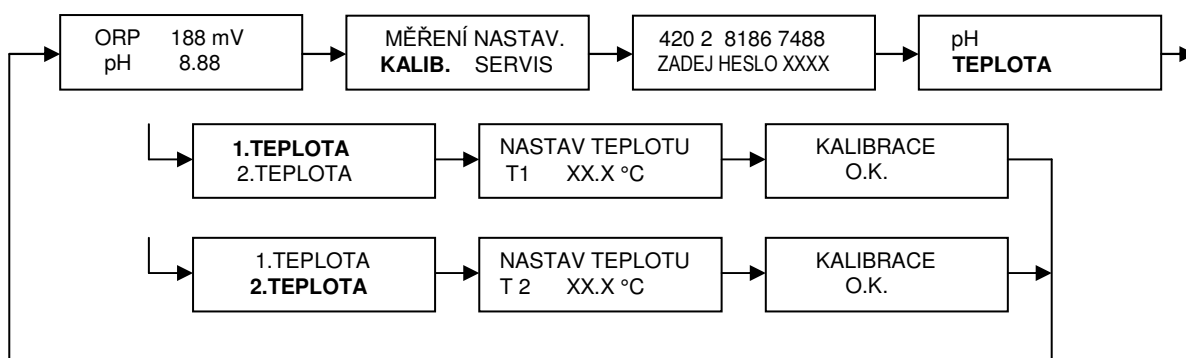 ORP 188 mV
pH 8.88
MĚŘENÍ NASTAV.
KALIB. SERVIS
420 2 8186 7488
ZADEJ HESLO XXXX
pH
TEPLOTA
1.TEPLOTA
2.TEPLOTA
NASTAV TEPLOTU
T1 XX.X °C
KALIBRACE
O.K.
1.TEPLOTA
2.TEPLOTA
NASTAV TEPLOTU
T 2 XX.X °C
KALIBRACE
O.K.